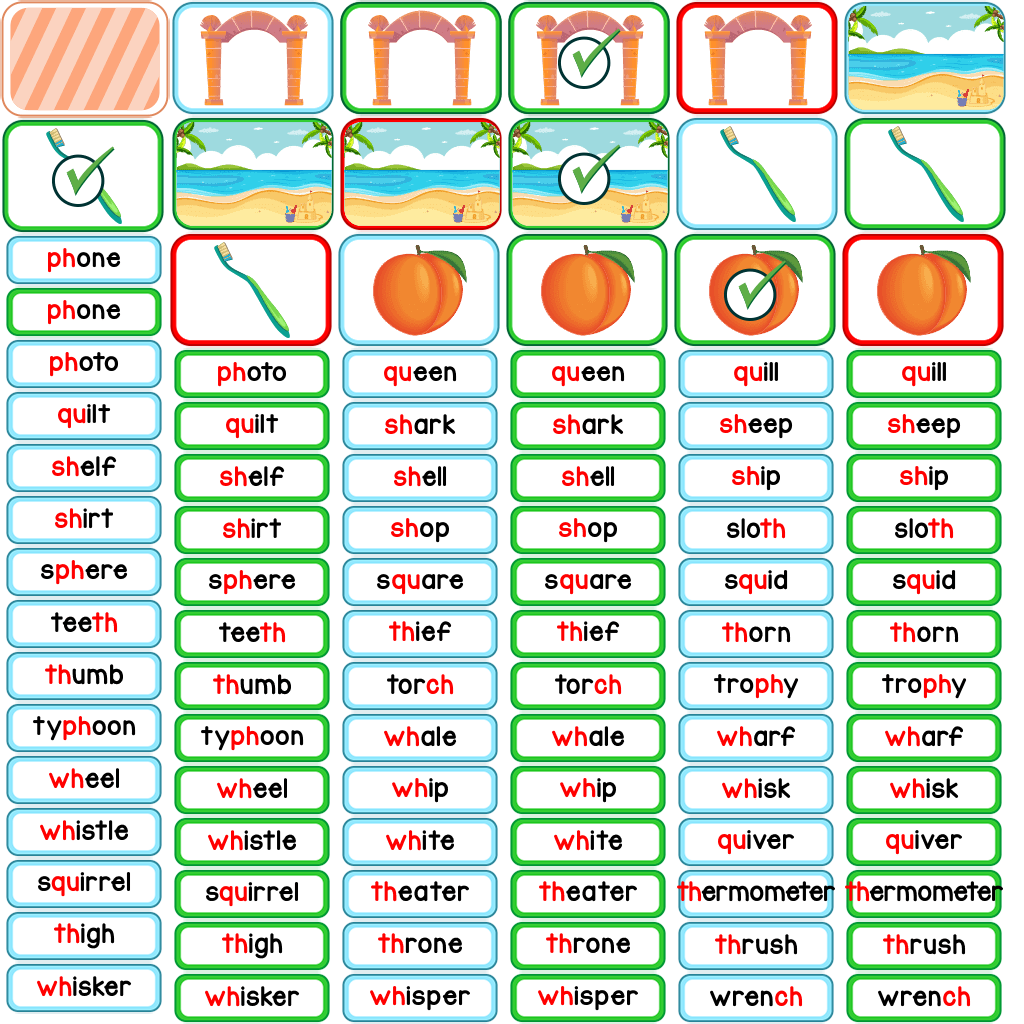 phone
phone
photo photo queen queen quill quill
quilt quilt shark shark sheep sheep
shelf shelf shell shell ship ship
shirt shirt shop shop sloth sloth
sphere sphere square square squid squid
teeth teeth thief thief thorn thorn
thumb thumb torch torch trophy trophy
typhoon typhoon whale whale wharf wharf
wheel wheel whip whip whisk whisk
whistle whistle white white quiver quiver
squirrel squirrel theater theater thermometer thermometer
thigh thigh throne throne thrush thrush
whisker whisker whisper whisper wrench wrench